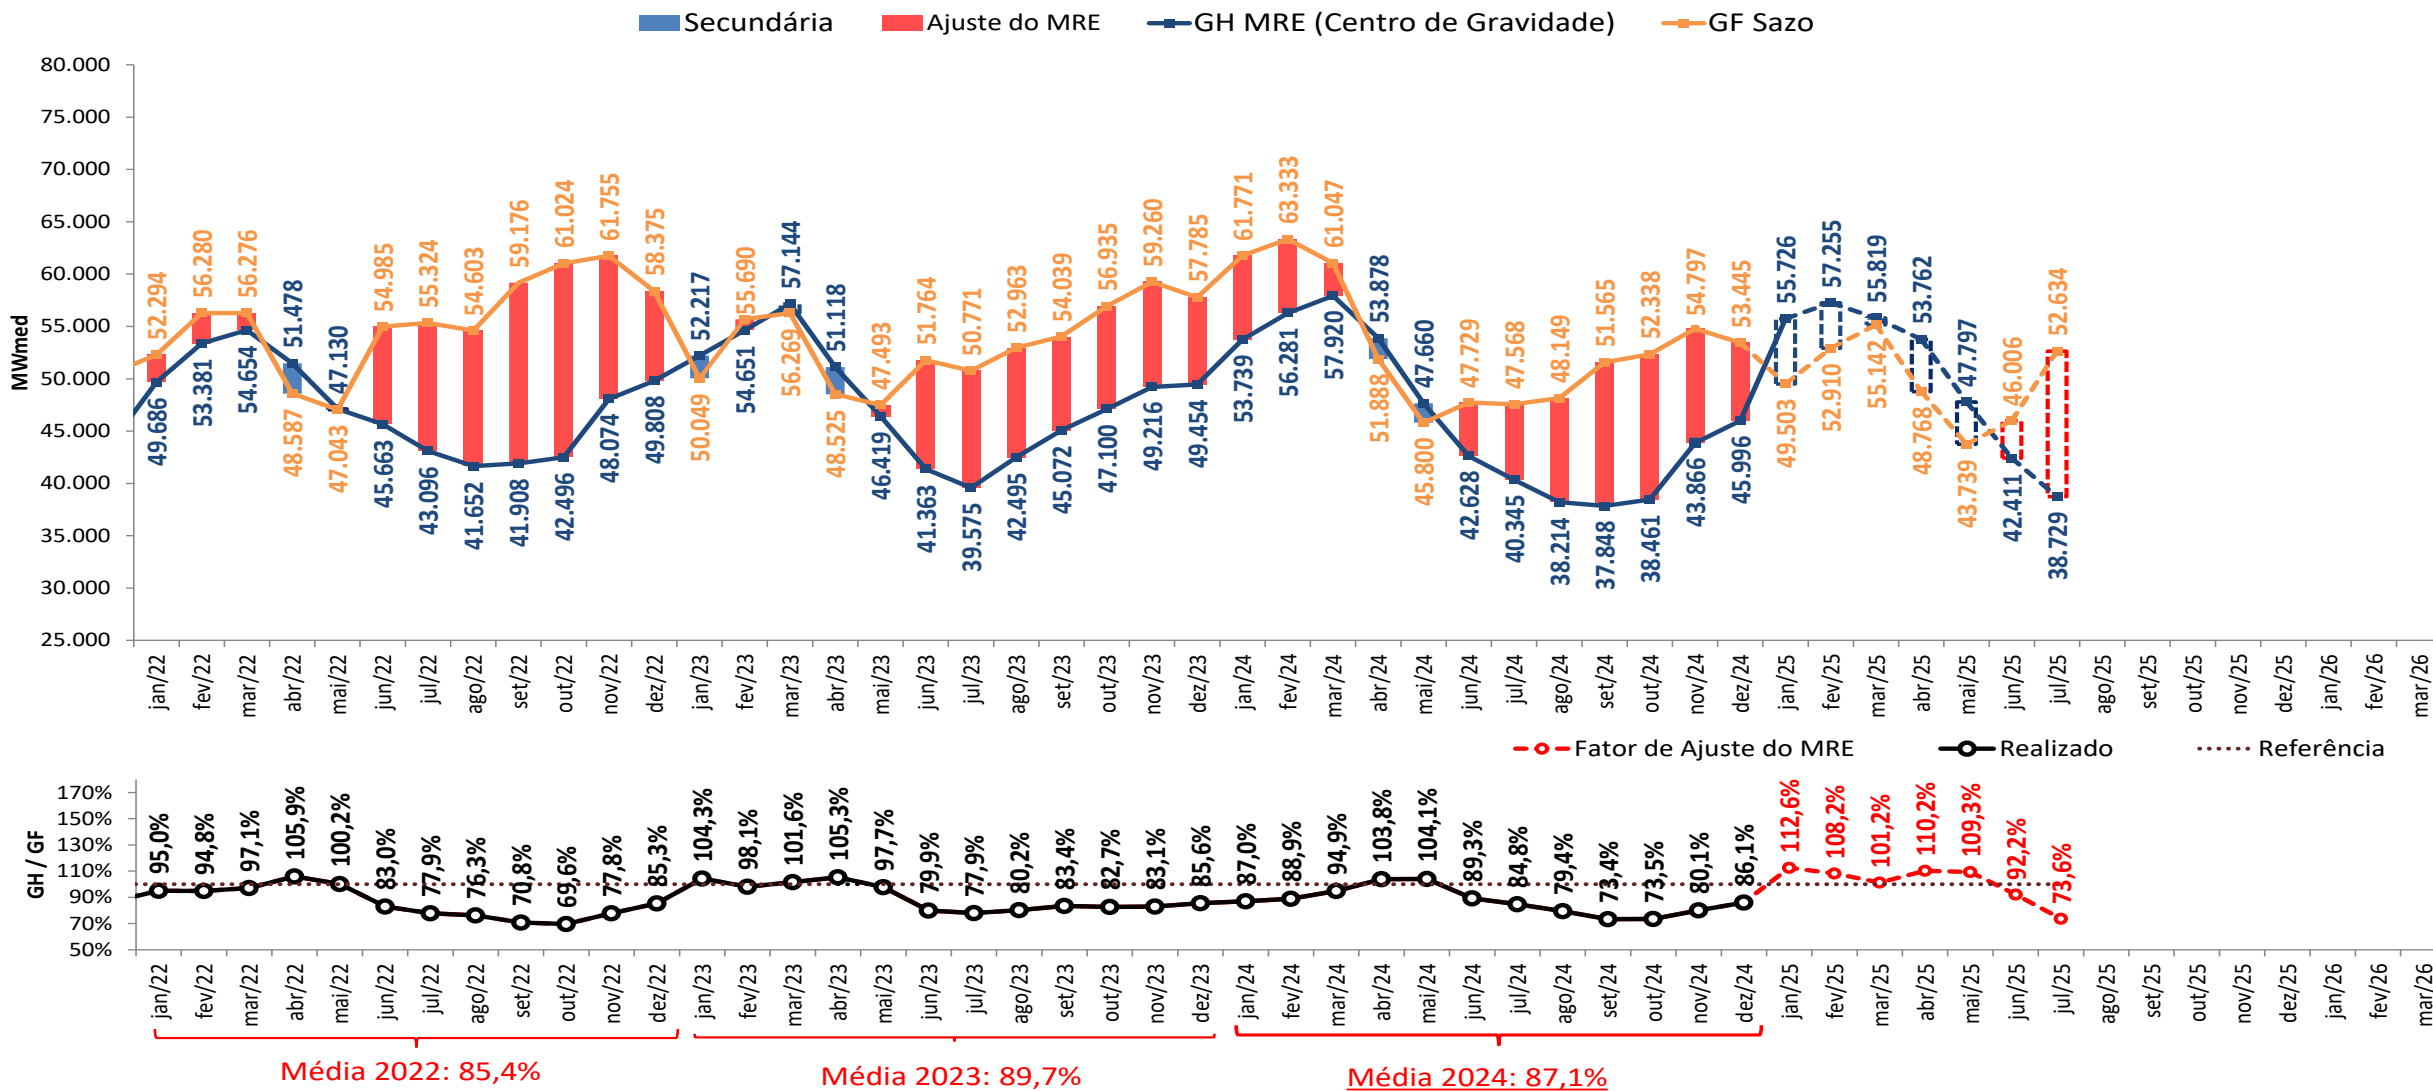 Secundária Ajuste do MRE GH MRE (Centro de Gravidade) GF Sazo
MWmed
80.000
75.000
70.000
65.000
60.000
55.000
50.000
45.000
40.000
35.000
30.000
25.000
52.294 56.280 56.276 48.587 47.043 54.985 55.324 54.603 59.176 61.024 61.755 58.375 50.049 55.690 56.269 48.525 47.493 51.764 50.771 52.963 54.039 56.935 59.260 57.785 61.771 63.333 61.047 51.888 45.800 47.729 47.568 48.149 51.565 52.338 54.797 53.445 49.503 52.910 55.142 48.768 43.739 46.006 52.634
49.686 53.381 54.654 51.478 47.130 45.663 43.096 41.652 41.908 42.496 48.074 49.808 52.217 54.651 57.144 51.118 46.419 41.363 39.575 42.495 45.072 47.100 49.216 49.454 53.739 56.281 57.920 53.878 47.660 42.628 40.345 38.214 37.848 38.461 43.866 45.996 55.726 57.255 55.819 53.762 47.797 42.411 38.729
jan/22 fev/22 mar/22 abr/22 mai/22 jun/22 jul/22 ago/22 set/22 out/22 nov/22 dez/22 jan/23 fev/23 mar/23 abr/23 mai/23 jun/23 jul/23 ago/23 set/23 out/23 nov/23 dez/23 jan/24 fev/24 mar/24 abr/24 mai/24 jun/24 jul/24 ago/24 set/24 out/24 nov/24 dez/24 jan/25 fev/25 mar/25 abr/25 mai/25 jun/25 jul/25 ago/25 set/25 out/25 nov/25 dez/25 jan/26 fev/26 mar/26
Fator de Ajuste do MRE Realizado Referência
GH / GF
170%
150%
130%
110%
90%
70%
50%
95,0% 94,8% 97,1% 105,9% 100,2% 83,0% 77,9% 76,3% 70,8% 69,6% 77,8% 85,3% 104,3% 98,1% 101,6% 105,3% 97,7% 79,9% 77,9% 80,2% 83,4% 82,7% 83,1% 85,6% 87,0% 88,9% 94,9% 103,8% 104,1% 89,3% 84,8% 79,4% 73,4% 73,5% 80,1% 86,1% 112,6% 108,2% 101,2% 110,2% 109,3% 92,2% 73,6%
jan/22 fev/22 mar/22 abr/22 mai/22 jun/22 jul/22 ago/22 set/22 out/22 nov/22 dez/22 jan/23 fev/23 mar/23 abr/23 mai/23 jun/23 jul/23 ago/23 set/23 out/23 nov/23 dez/23 jan/24 fev/24 mar/24 abr/24 mai/24 jun/24 jul/24 ago/24 set/24 out/24 nov/24 dez/24 jan/25 fev/25 mar/25 abr/25 mai/25 jun/25 jul/25 ago/25 set/25 out/25 nov/25 dez/25 jan/26 fev/26 mar/26
Média 2022: 85,4% Média 2023: 89,7% Média 2024: 87,1%